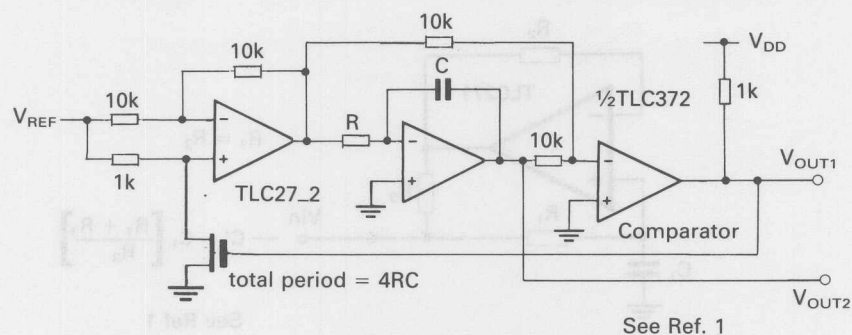 10k
V_DD
10k
C
½TLC372
1k
V_REF
10k
R
10k
V_OUT1
1k
TLC27_2
Comparator
total period = 4RC
V_OUT2
See Ref. 1